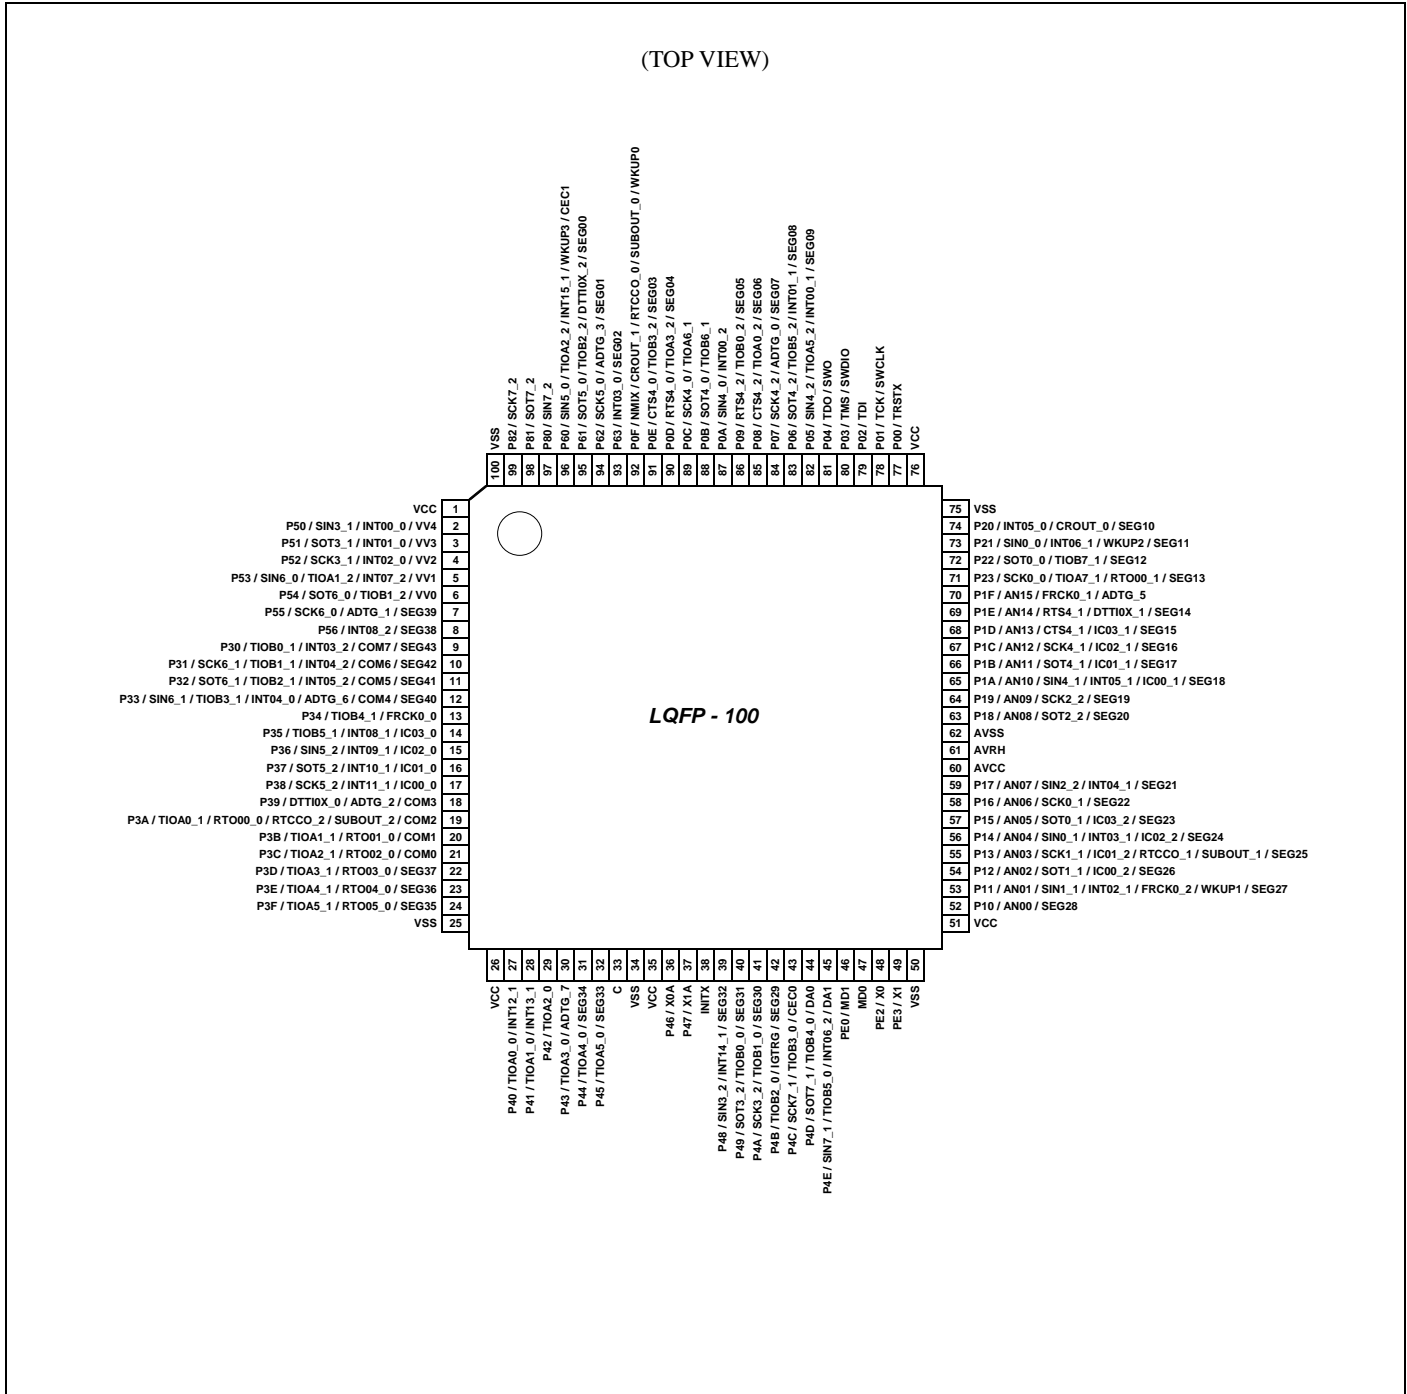 (TOP VIEW)
VSS
P82 / SCK7_2
P81 / SOT7_2
P80 / SIN7_2
P60 / SIN5_0 / TIOA2_2 / INT15_1 / WKUP3 / CEC1
P61 / SOT5_0 / TIOB2_2 / DTTI0X_2 / SEG00
P62 / SCK5_0 / ADTG_3 / SEG01
P63 / INT03_0 / SEG02
P0F / NMIX / CROUT_1 / RTCCO_0 / SUBOUT_0 / WKUP0
P0E / CTS4_0 / TIOB3_2 / SEG03
P0D / RTS4_0 / TIOA3_2 / SEG04
P0C / SCK4_0 / TIOA6_1
P0B / SOT4_0 / TIOB6_1
P0A / SIN4_0 / INT00_2
P09 / RTS4_2 / TIOB0_2 / SEG05
P08 / CTS4_2 / TIOA0_2 / SEG06
P07 / SCK4_2 / ADTG_0 / SEG07
P06 / SOT4_2 / TIOB5_2 / INT01_1 / SEG08
P05 / SIN4_2 / TIOA5_2 / INT00_1 / SEG09
P04 / TDO / SWO
P03 / TMS / SWDIO
P02 / TDI
P01 / TCK / SWCLK
P00 / TRSTX
VCC
100 99 98 97 96 95 94 93 92 91 90 89 88 87 86 85 84 83 82 81 80 79 78 77 76
VCC 1
P50 / SIN3_1 / INT00_0 / VV4 2
P51 / SOT3_1 / INT01_0 / VV3 3
P52 / SCK3_1 / INT02_0 / VV2 4
P53 / SIN6_0 / TIOA1_2 / INT07_2 / VV1 5
P54 / SOT6_0 / TIOB1_2 / VV0 6
P55 / SCK6_0 / ADTG_1 / SEG39 7
P56 / INT08_2 / SEG38 8
P30 / TIOB0_1 / INT03_2 / COM7 / SEG43 9
P31 / SCK6_1 / TIOB1_1 / INT04_2 / COM6 / SEG42 10
P32 / SOT6_1 / TIOB2_1 / INT05_2 / COM5 / SEG41 11
P33 / SIN6_1 / TIOB3_1 / INT04_0 / ADTG_6 / COM4 / SEG40 12
P34 / TIOB4_1 / FRCK0_0 13
P35 / TIOB5_1 / INT08_1 / IC03_0 14
P36 / SIN5_2 / INT09_1 / IC02_0 15
P37 / SOT5_2 / INT10_1 / IC01_0 16
P38 / SCK5_2 / INT11_1 / IC00_0 17
P39 / DTTI0X_0 / ADTG_2 / COM3 18
P3A / TIOA0_1 / RTO00_0 / RTCCO_2 / SUBOUT_2 / COM2 19
P3B / TIOA1_1 / RTO01_0 / COM1 20
P3C / TIOA2_1 / RTO02_0 / COM0 21
P3D / TIOA3_1 / RTO03_0 / SEG37 22
P3E / TIOA4_1 / RTO04_0 / SEG36 23
P3F / TIOA5_1 / RTO05_0 / SEG35 24
VSS 25
LQFP - 100
75 VSS
74 P20 / INT05_0 / CROUT_0 / SEG10
73 P21 / SIN0_0 / INT06_1 / WKUP2 / SEG11
72 P22 / SOT0_0 / TIOB7_1 / SEG12
71 P23 / SCK0_0 / TIOA7_1 / RTO00_1 / SEG13
70 P1F / AN15 / FRCK0_1 / ADTG_5
69 P1E / AN14 / RTS4_1 / DTTI0X_1 / SEG14
68 P1D / AN13 / CTS4_1 / IC03_1 / SEG15
67 P1C / AN12 / SCK4_1 / IC02_1 / SEG16
66 P1B / AN11 / SOT4_1 / IC01_1 / SEG17
65 P1A / AN10 / SIN4_1 / INT05_1 / IC00_1 / SEG18
64 P19 / AN09 / SCK2_2 / SEG19
63 P18 / AN08 / SOT2_2 / SEG20
62 AVSS
61 AVRH
60 AVCC
59 P17 / AN07 / SIN2_2 / INT04_1 / SEG21
58 P16 / AN06 / SCK0_1 / SEG22
57 P15 / AN05 / SOT0_1 / IC03_2 / SEG23
56 P14 / AN04 / SIN0_1 / INT03_1 / IC02_2 / SEG24
55 P13 / AN03 / SCK1_1 / IC01_2 / RTCCO_1 / SUBOUT_1 / SEG25
54 P12 / AN02 / SOT1_1 / IC00_2 / SEG26
53 P11 / AN01 / SIN1_1 / INT02_1 / FRCK0_2 / WKUP1 / SEG27
52 P10 / AN00 / SEG28
51 VCC
26 27 28 29 30 31 32 33 34 35 36 37 38 39 40 41 42 43 44 45 46 47 48 49 50
VCC
P40 / TIOA0_0 / INT12_1
P41 / TIOA1_0 / INT13_1
P42 / TIOA2_0
P43 / TIOA3_0 / ADTG_7
P44 / TIOA4_0 / SEG34
P45 / TIOA5_0 / SEG33
C
VSS
VCC
P46 / X0A
P47 / X1A
INITX
P48 / SIN3_2 / INT14_1 / SEG32
P49 / SOT3_2 / TIOB0_0 / SEG31
P4A / SCK3_2 / TIOB1_0 / SEG30
P4B / TIOB2_0 / IGTRG / SEG29
P4C / SCK7_1 / TIOB3_0 / CEC0
P4D / SOT7_1 / TIOB4_0 / DA0
P4E / SIN7_1 / TIOB5_0 / INT06_2 / DA1
PE0 / MD1
MD0
PE2 / X0
PE3 / X1
VSS